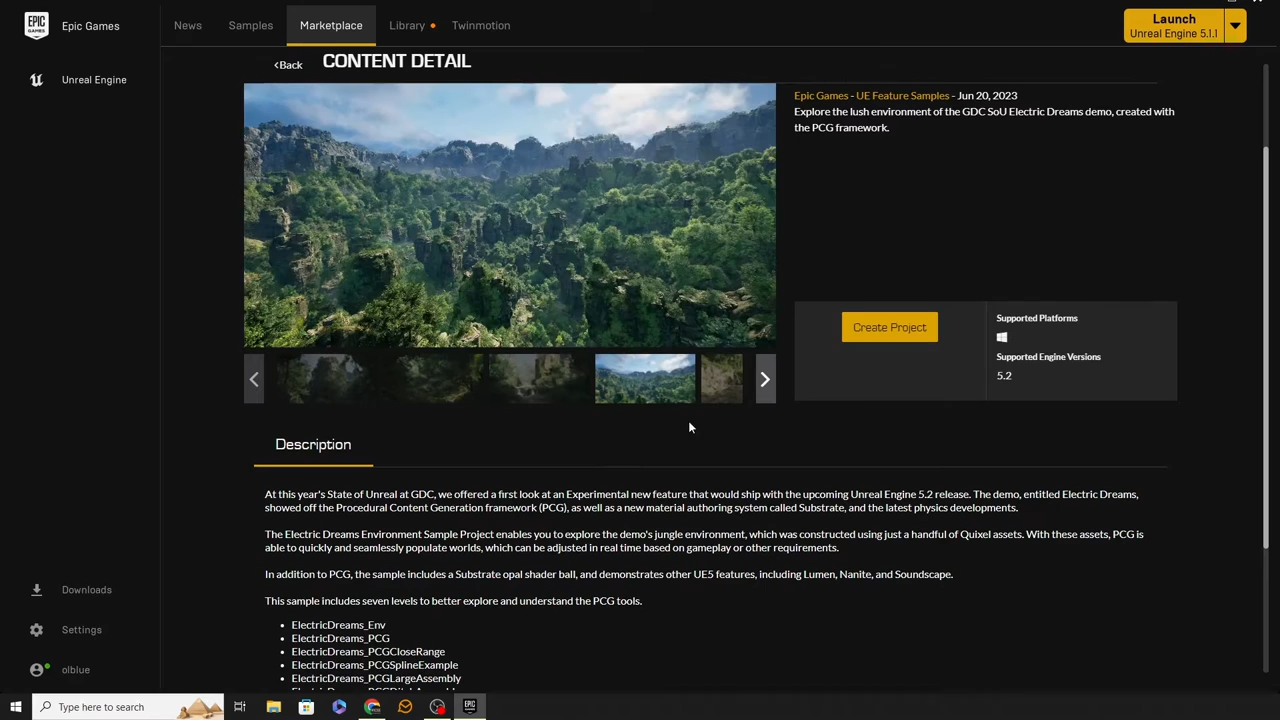 EPIC GAMES
Epic Games
News
Samples
Marketplace
Library
Twinmotion
Launch
Unreal Engine 5.1.1
Unreal Engine
Back
CONTENT DETAIL
Epic Games - UE Feature Samples - Jun 20, 2023
Explore the lush environment of the GDC SoU Electric Dreams demo, created with
the PCG framework.
Create Project
Supported Platforms
Supported Engine Versions
5.2
Description
At this year's State of Unreal at GDC, we offered a first look at an Experimental new feature that would ship with the upcoming Unreal Engine 5.2 release. The demo, entitled Electric Dreams,
showed off the Procedural Content Generation framework (PCG), as well as a new material authoring system called Substrate, and the latest physics developments.
The Electric Dreams Environment Sample Project enables you to explore the demo's jungle environment, which was constructed using just a handful of Quixel assets. With these assets, PCG is
able to quickly and seamlessly populate worlds, which can be adjusted in real time based on gameplay or other requirements.
In addition to PCG, the sample includes a Substrate opal shader ball, and demonstrates other UE5 features, including Lumen, Nanite, and Soundscape.
This sample includes seven levels to better explore and understand the PCG tools.
ElectricDreams_Env
ElectricDreams_PCG
ElectricDreams_PCGCloseRange
ElectricDreams_PCGSplineExample
ElectricDreams_PCGLargeAssembly
Downloads
Settings
olblue
Type here to search